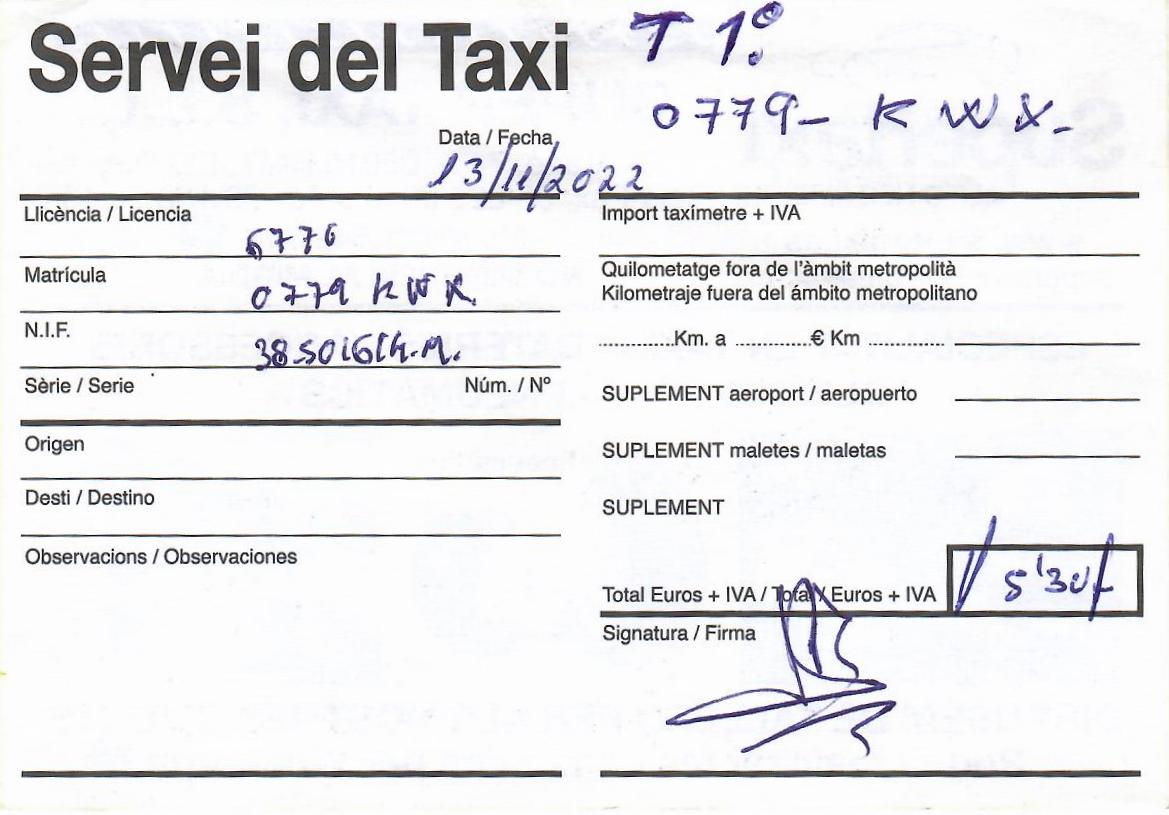 Servei del Taxi
T 1º
0779- KWX-
Data / Fecha
13/11/2022
Llicència / Licencia
6776
Matrícula
0779 KWX
N.I.F.
Sèrie / Serie Núm. / Nº
Origen
Desti / Destino
Observacions / Observaciones
Import taxímetre + IVA
Quilometatge fora de l'àmbit metropolità
Kilometraje fuera del ámbito metropolitano
............Km. a ............€ Km
SUPLEMENT aeroport / aeropuerto
SUPLEMENT maletes / maletas
SUPLEMENT
Total Euros + IVA / Total Euros + IVA 5'30
Signatura / Firma